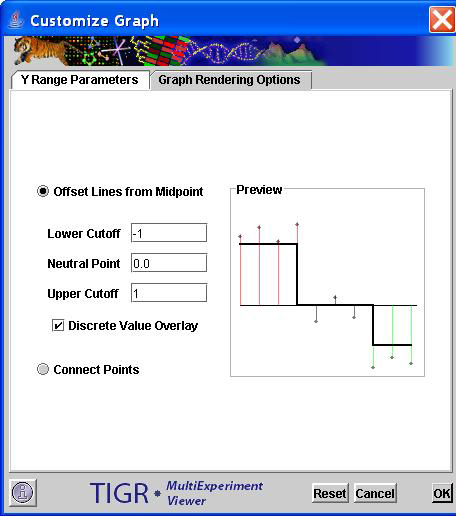 Customize Graph
Y Range Parameters
Graph Rendering Options
Offset Lines from Midpoint
Preview
Lower Cutoff -1
Neutral Point 0.0
Upper Cutoff 1
Discrete Value Overlay
Connect Points
TIGR • MultiExperiment
Viewer
Reset Cancel OK